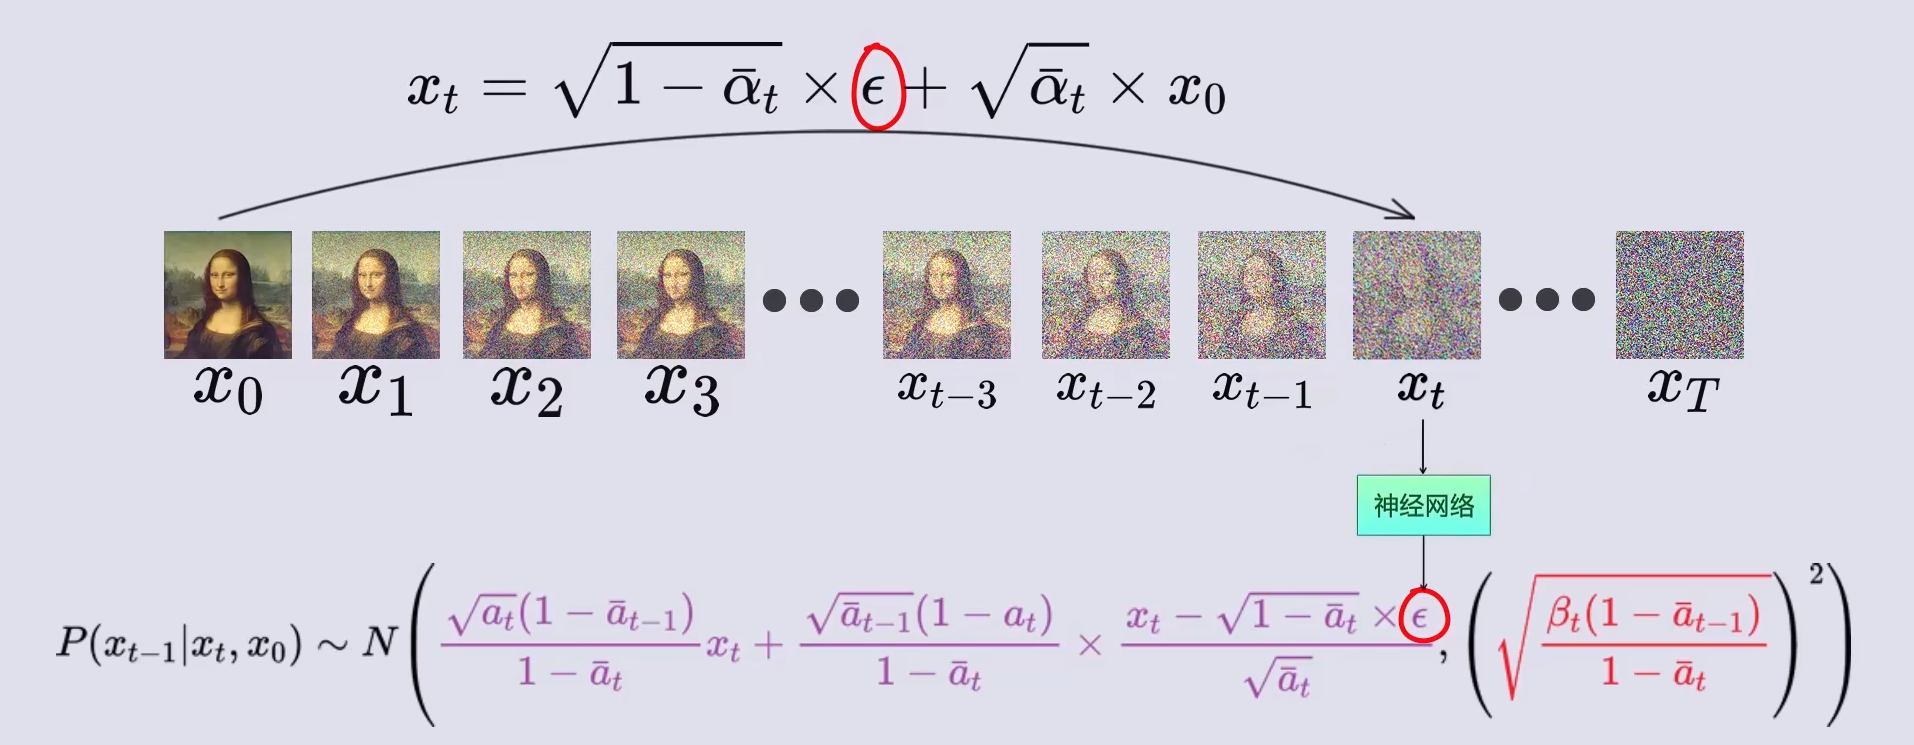 $x_t = \sqrt{1 - \bar{\alpha}_t} \times \epsilon + \sqrt{\bar{\alpha}_t} \times x_0$
$x_0$ $x_1$ $x_2$ $x_3$ ●●● $x_{t-3}$ $x_{t-2}$ $x_{t-1}$ $x_t$ ●●● $x_T$
神经网络
$P(x_{t-1}|x_t, x_0) \sim N\left( \frac{\sqrt{a_t}(1 - \bar{a}_{t-1})}{1 - \bar{a}_t} x_t + \frac{\sqrt{\bar{a}_{t-1}}(1 - a_t)}{1 - \bar{a}_t} \times \frac{x_t - \sqrt{1 - \bar{a}_t} \times \epsilon}{\sqrt{\bar{a}_t}}, \left( \sqrt{\frac{\beta_t(1 - \bar{a}_{t-1})}{1 - \bar{a}_t}} \right)^2 \right)$